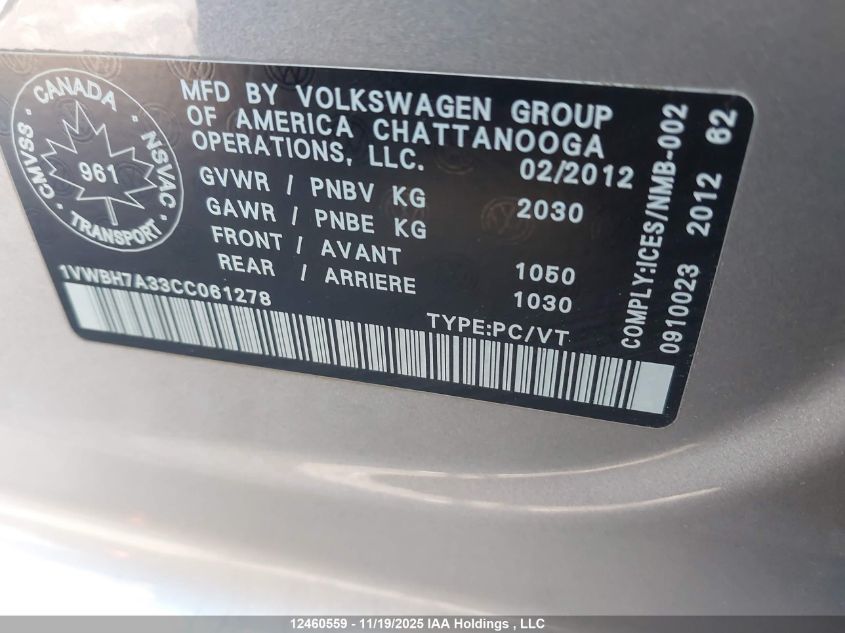 CANADA
CMVSS NSVAC
961
TRANSPORT
MFD BY VOLKSWAGEN GROUP
OF AMERICA CHATTANOOGA
OPERATIONS, LLC. 02/2012
GVWR / PNBV KG 2030
GAWR / PNBE KG
FRONT / AVANT 1050
REAR / ARRIERE 1030
1VWBH7A33CC061278
TYPE:PC/VT
COMPLY:ICES/NMB-002
0910023 2012 62
12460559 - 11/19/2025 IAA Holdings , LLC